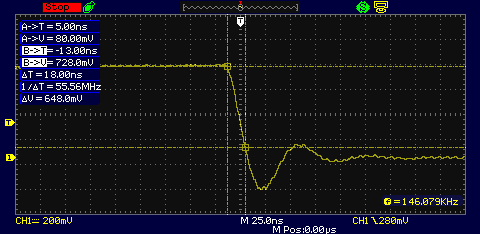 Stop
T
A->T = 5.00ns
A->V = 80.00mV
B->T = -13.00ns
B->V = 728.0mV
ΔT = 18.00ns
1/ΔT = 55.56MHz
ΔV = 648.0mV
T
1
f = 146.079KHz
CH1 200mV
M 25.0ns
CH1 280mV
M Pos:0.00µs